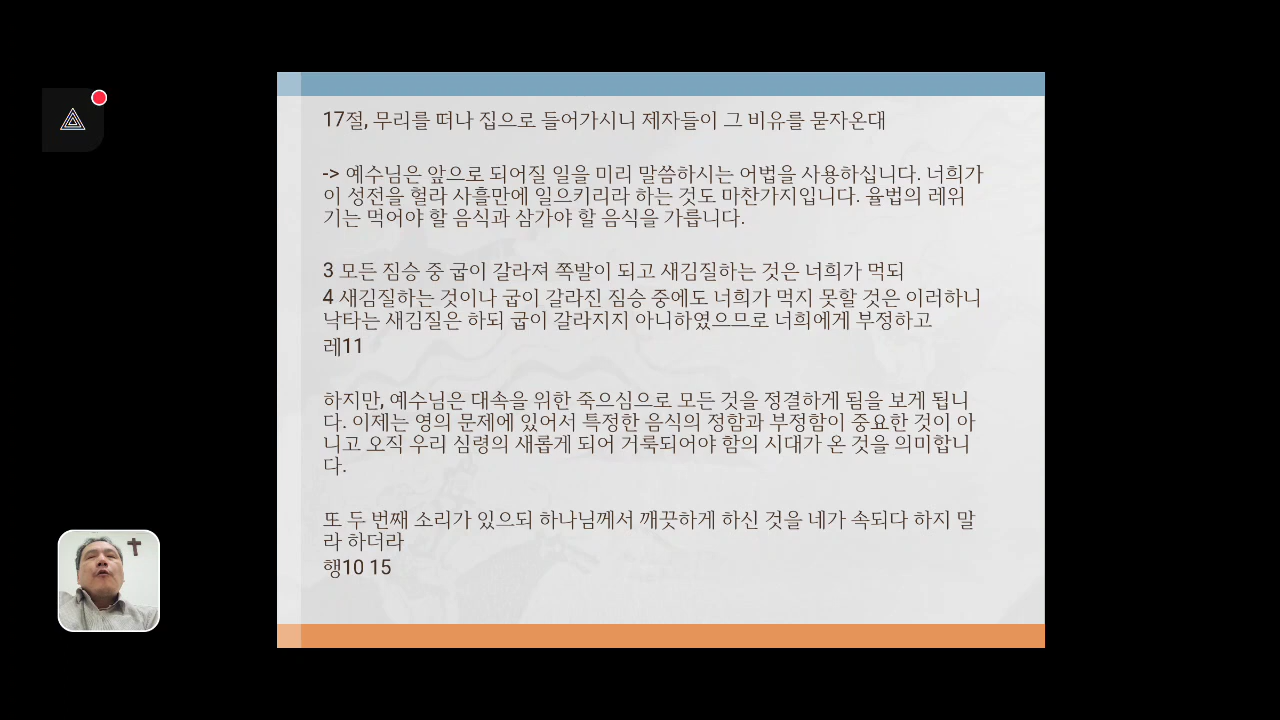 17절, 무리를 떠나 집으로 들어가시니 제자들이 그 비유를 묻자온대
-> 예수님은 앞으로 되어질 일을 미리 말씀하시는 어법을 사용하십니다. 너희가
이 성전을 헐라 사흘만에 일으키리라 하는 것도 마찬가지입니다. 율법의 레위
기는 먹어야 할 음식과 삼가야 할 음식을 가릅니다.
3 모든 짐승 중 굽이 갈라져 쪽발이 되고 새김질하는 것은 너희가 먹되
4 새김질하는 것이나 굽이 갈라진 짐승 중에도 너희가 먹지 못할 것은 이러하니
낙타는 새김질은 하되 굽이 갈라지지 아니하였으므로 너희에게 부정하고
레11
하지만, 예수님은 대속을 위한 죽으심으로 모든 것을 정결하게 됨을 보게 됩니
다. 이제는 영의 문제에 있어서 특정한 음식의 정함과 부정함이 중요한 것이 아
니고 오직 우리 심령의 새롭게 되어 거룩되어야 함의 시대가 온 것을 의미합니
다.
또 두 번째 소리가 있으되 하나님께서 깨끗하게 하신 것을 네가 속되다 하지 말
라 하더라
행10 15